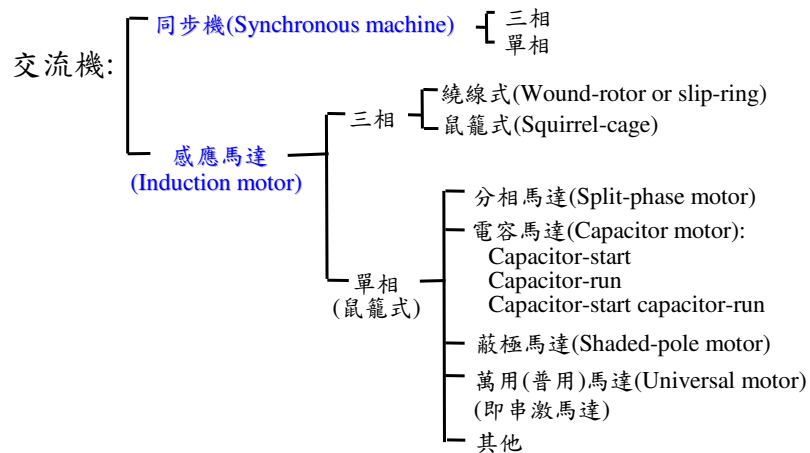 同步機(Synchronous machine)
三相
單相
交流機:
感應馬達
(Induction motor)
三相
繞線式(Wound-rotor or slip-ring)
鼠籠式(Squirrel-cage)
單相
(鼠籠式)
分相馬達(Split-phase motor)
電容馬達(Capacitor motor):
Capacitor-start
Capacitor-run
Capacitor-start capacitor-run
蔽極馬達(Shaded-pole motor)
萬用(普用)馬達(Universal motor)
(即串激馬達)
其他